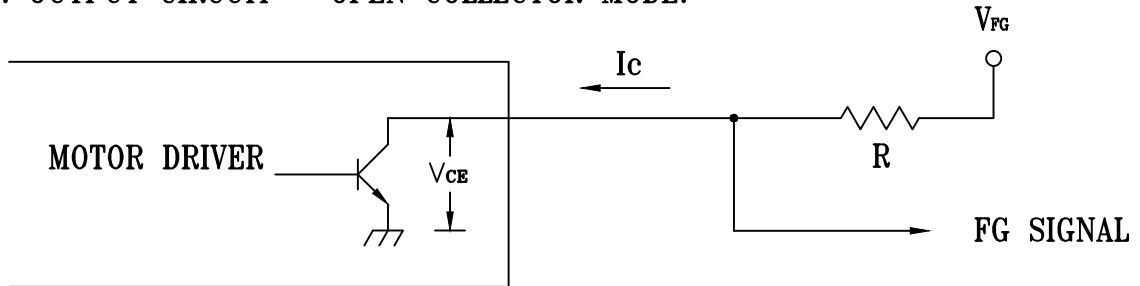 OUTPUT CIRCUIT OPEN COLLECTOR MODE:
VFG
Ic
MOTOR DRIVER
VCE
R
FG SIGNAL